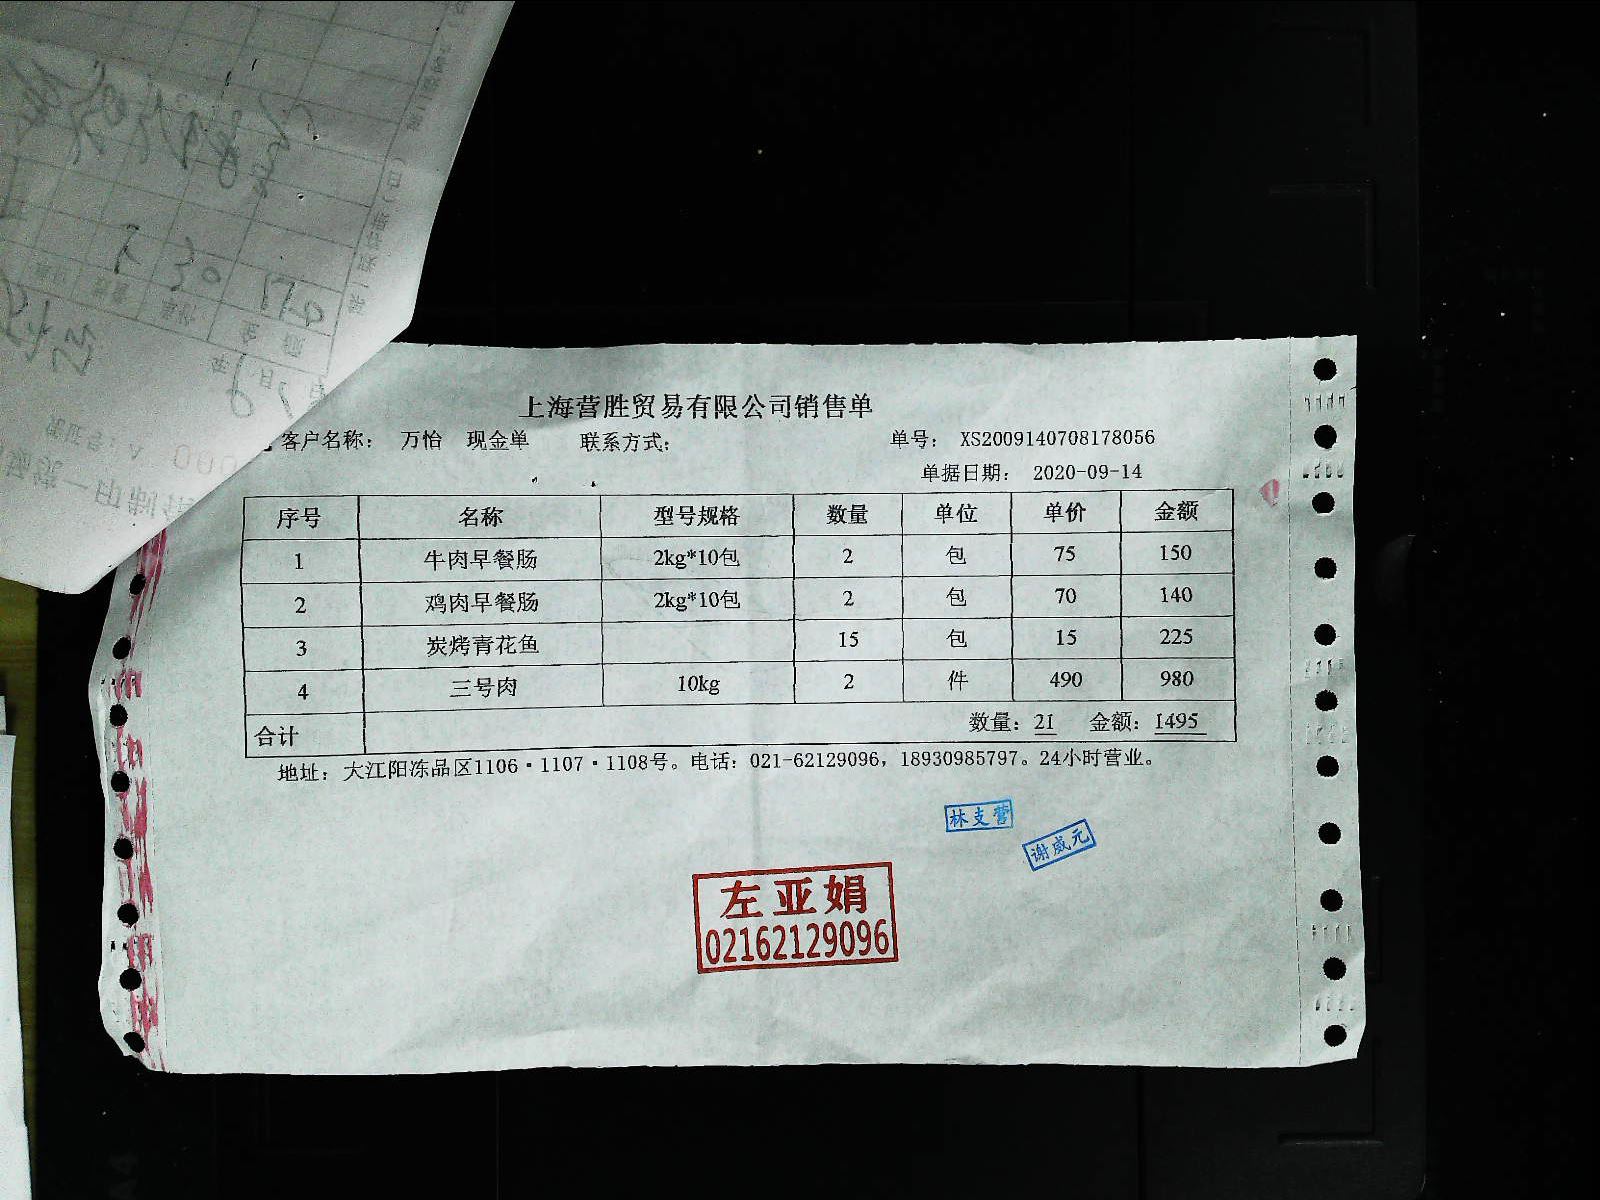 上海营胜贸易有限公司销售单
客户名称： 万怡 现金单 联系方式： 单号： XS2009140708178056
单据日期： 2020-09-14
序号 名称 型号规格 数量 单位 单价 金额
1 牛肉早餐肠 2kg*10包 2 包 75 150
2 鸡肉早餐肠 2kg*10包 2 包 70 140
3 炭烤青花鱼 15 包 15 225
4 三号肉 10kg 2 件 490 980
合计 数量：21 金额：1495
地址：大江阳冻品区1106·1107·1108号。电话：021-62129096，18930985797。24小时营业。
林支营
谢威元
左亚娟
02162129096